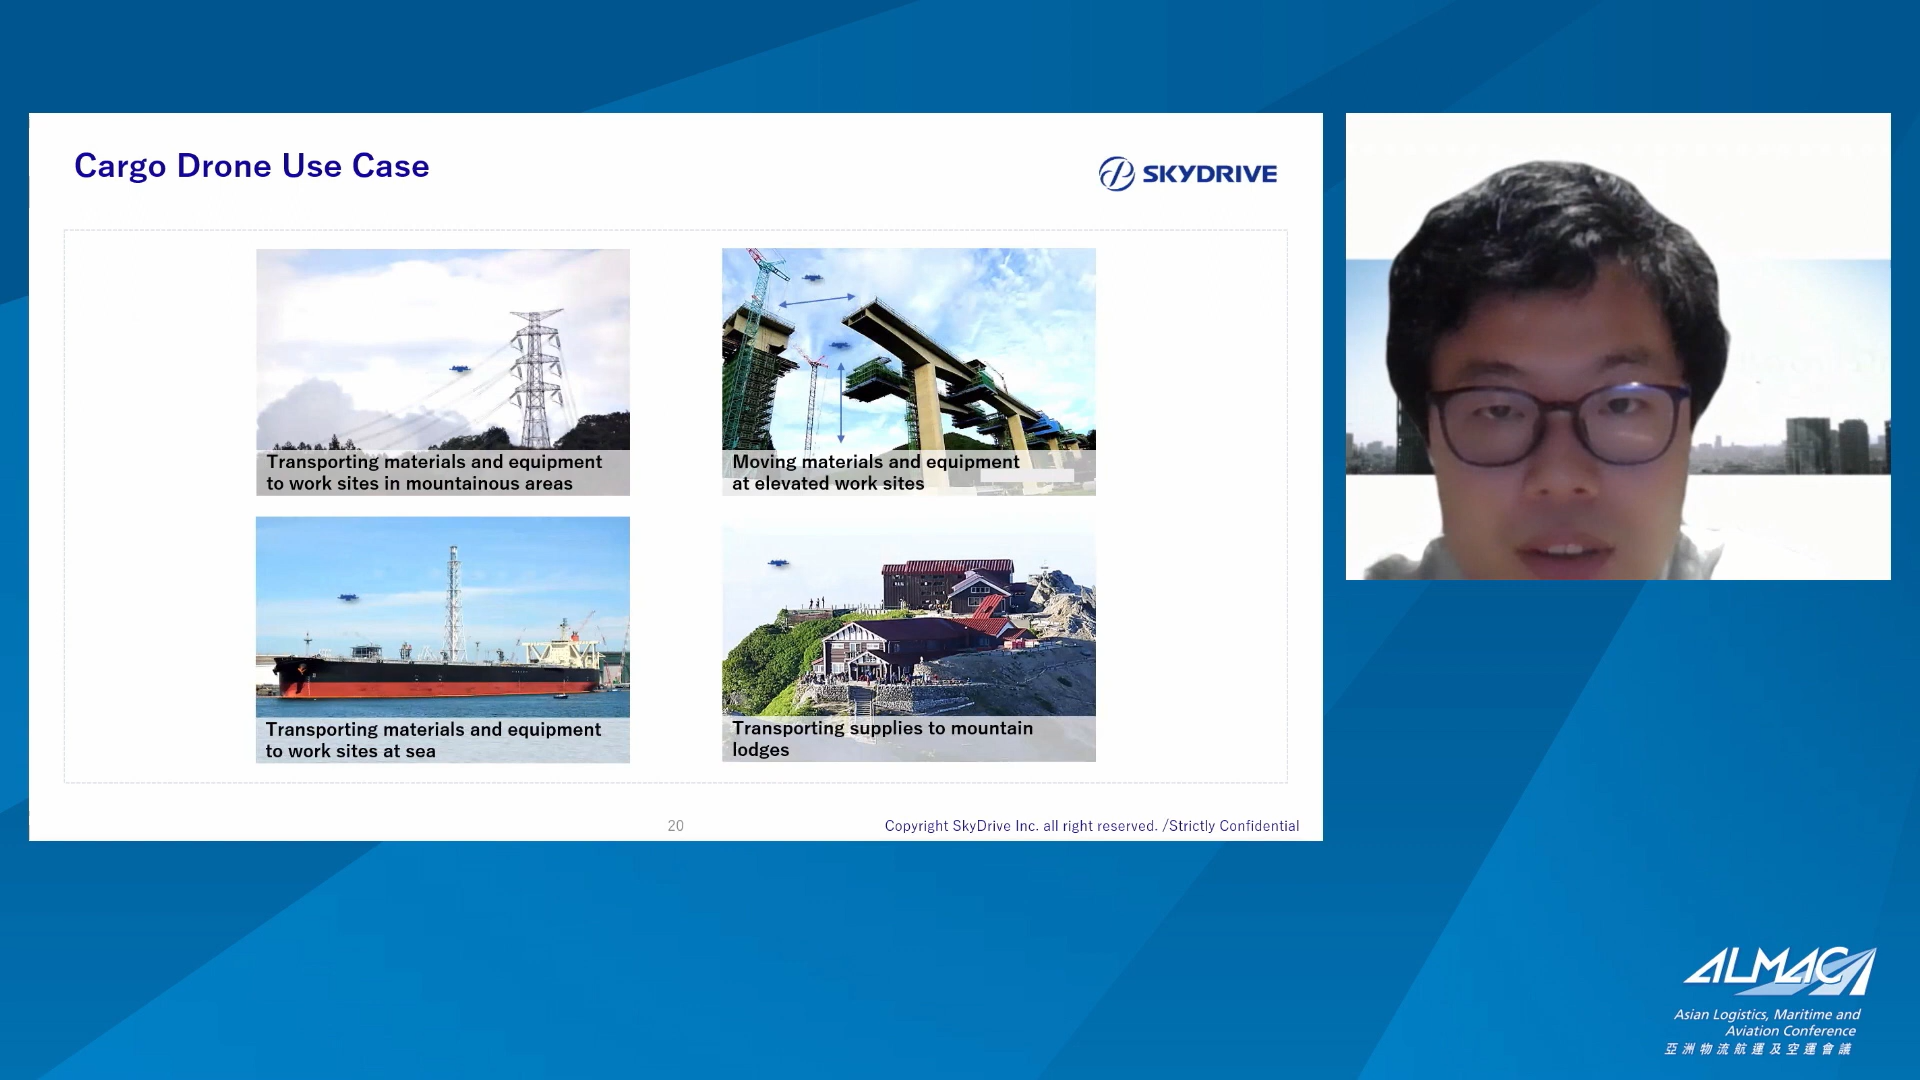 Cargo Drone Use Case
SKYDRIVE
Transporting materials and equipment
to work sites in mountainous areas
Moving materials and equipment
at elevated work sites
Transporting materials and equipment
to work sites at sea
Transporting supplies to mountain
lodges
20
Copyright SkyDrive Inc. all right reserved. /Strictly Confidential
ALMAC
Asian Logistics, Maritime and
Aviation Conference
亞洲物流航運及空運會議